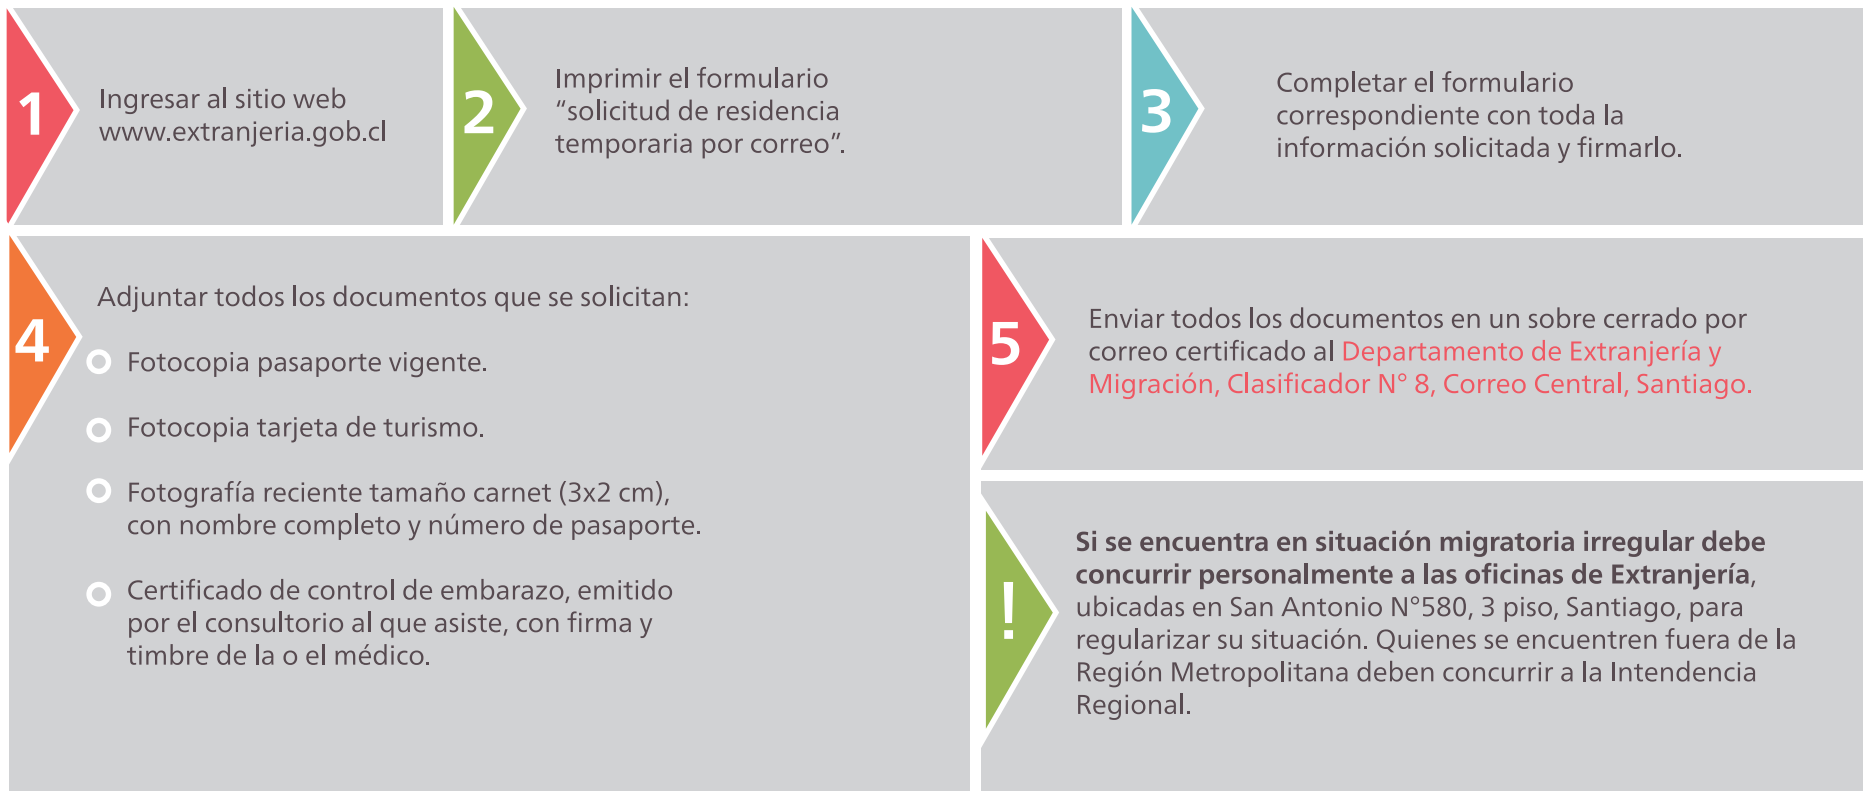 1
Ingresar al sitio web
www.extranjeria.gob.cl
2
Imprimir el formulario
“solicitud de residencia
temporaria por correo”.
3
Completar el formulario
correspondiente con toda la
información solicitada y firmarlo.
4
Adjuntar todos los documentos que se solicitan:
Fotocopia pasaporte vigente.
Fotocopia tarjeta de turismo.
Fotografía reciente tamaño carnet (3x2 cm),
con nombre completo y número de pasaporte.
Certificado de control de embarazo, emitido
por el consultorio al que asiste, con firma y
timbre de la o el médico.
5
Enviar todos los documentos en un sobre cerrado por
correo certificado al Departamento de Extranjería y
Migración, Clasificador N° 8, Correo Central, Santiago.
!
Si se encuentra en situación migratoria irregular debe
concurrir personalmente a las oficinas de Extranjería,
ubicadas en San Antonio N°580, 3 piso, Santiago, para
regularizar su situación. Quienes se encuentren fuera de la
Región Metropolitana deben concurrir a la Intendencia
Regional.